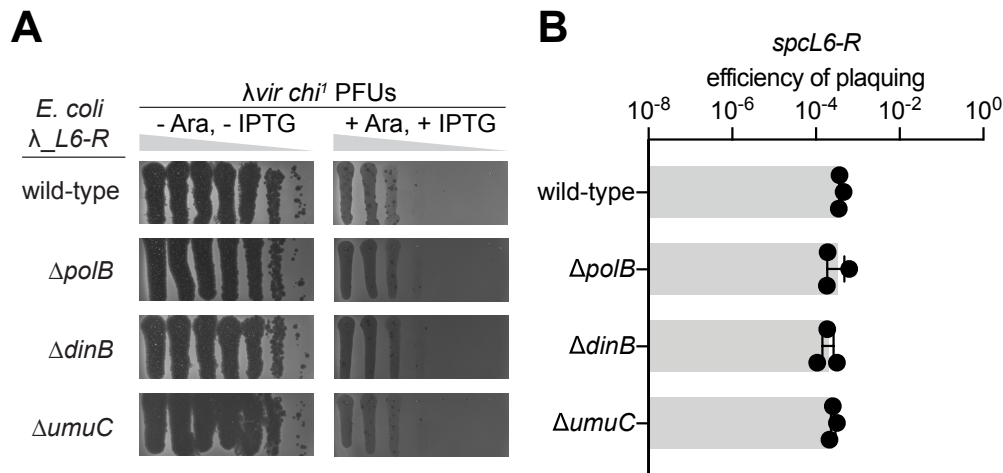 A
E. coli
λ_L6-R
λvir chi¹ PFUs
- Ara, - IPTG
+ Ara, + IPTG
wild-type
ΔpolB
ΔdinB
ΔumuC
B
spcL6-R
efficiency of plaquing
10⁻⁸ 10⁻⁶ 10⁻⁴ 10⁻² 10⁰
wild-type
ΔpolB
ΔdinB
ΔumuC